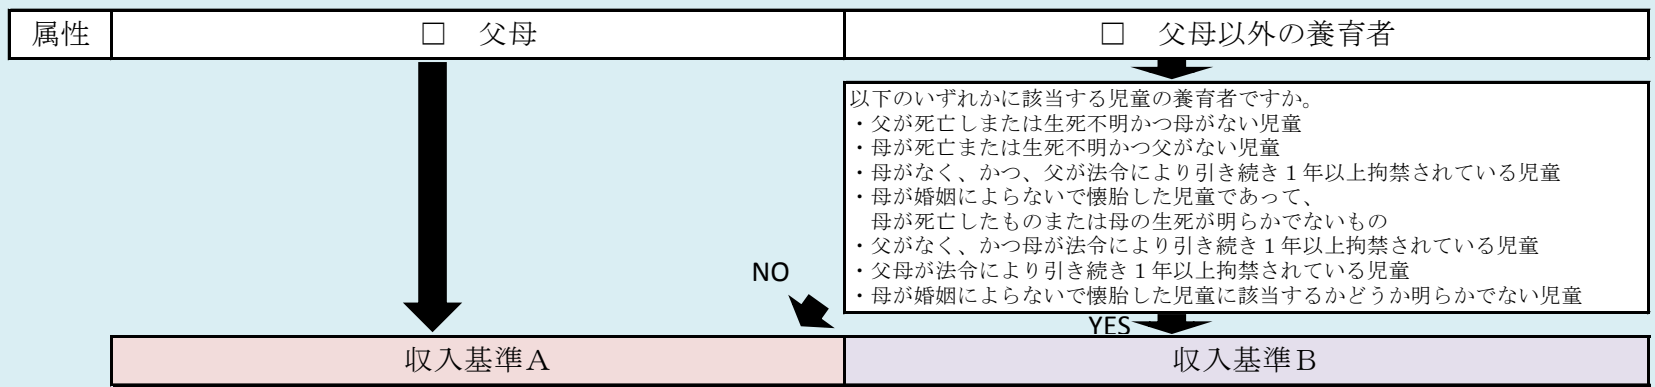 属性
□ 父母
□ 父母以外の養育者
以下のいずれかに該当する児童の養育者ですか。
・父が死亡しまたは生死不明かつ母がない児童
・母が死亡または生死不明かつ父がない児童
・母がなく、かつ、父が法令により引き続き１年以上拘禁されている児童
・母が婚姻によらないで懐胎した児童であって、
母が死亡したものまたは母の生死が明らかでないもの
・父がなく、かつ母が法令により引き続き１年以上拘禁されている児童
・父母が法令により引き続き１年以上拘禁されている児童
・母が婚姻によらないで懐胎した児童に該当するかどうか明らかでない児童
NO
YES
収入基準Ａ
収入基準Ｂ